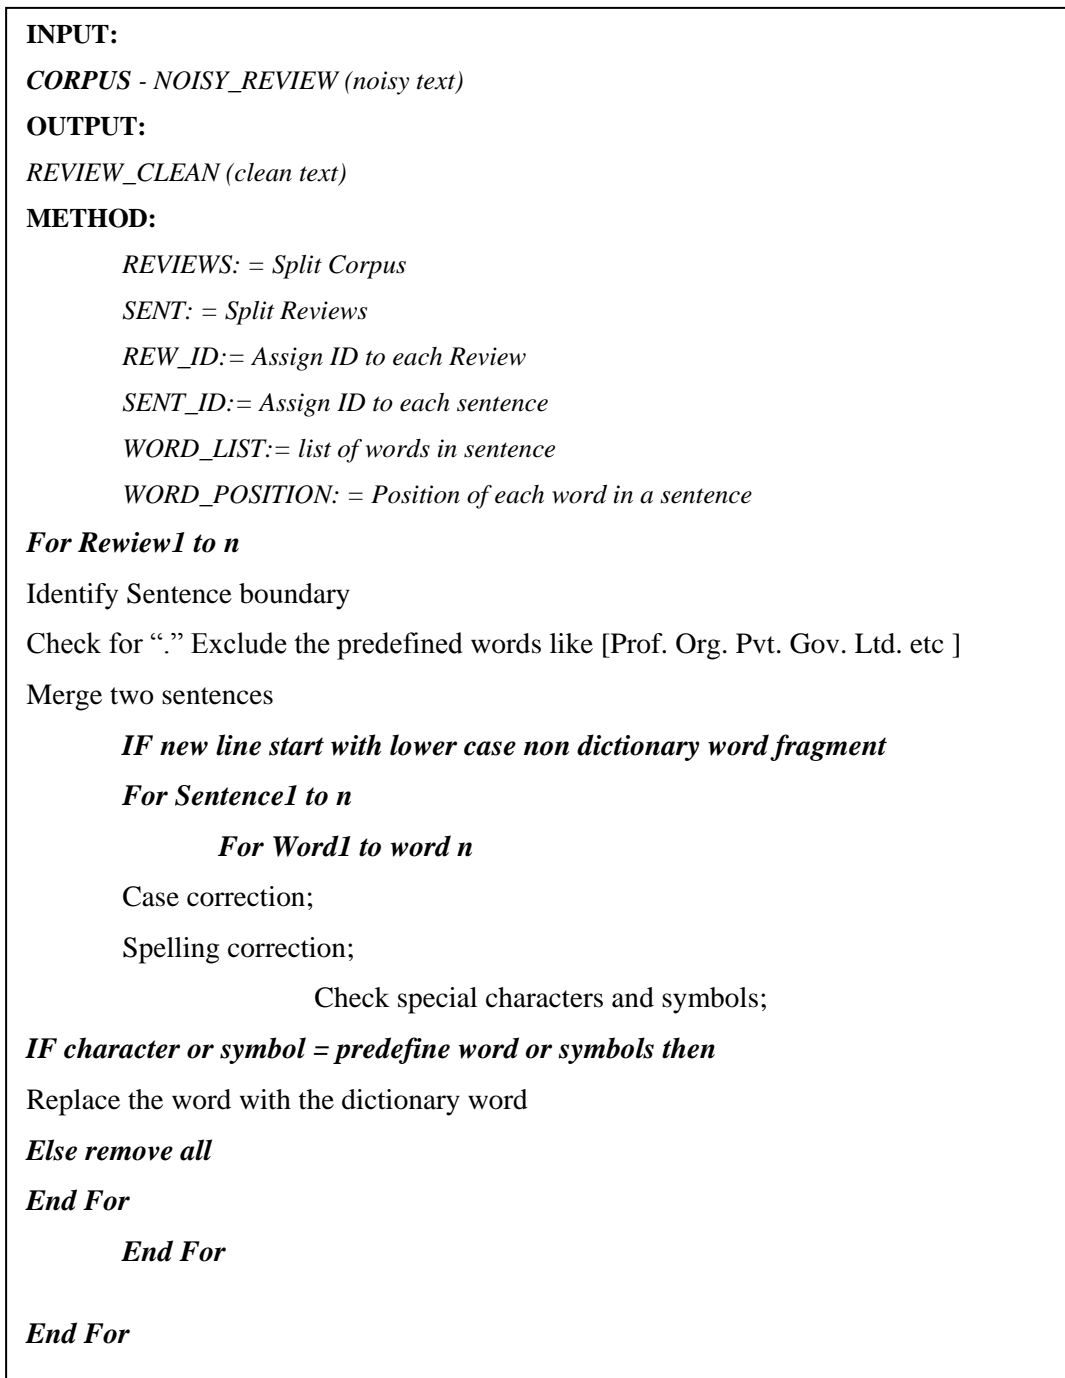 INPUT:
CORPUS - NOISY_REVIEW (noisy text)
OUTPUT:
REVIEW_CLEAN (clean text)
METHOD:
REVIEWS: = Split Corpus
SENT: = Split Reviews
REW_ID:= Assign ID to each Review
SENT_ID:= Assign ID to each sentence
WORD_LIST:= list of words in sentence
WORD_POSITION: = Position of each word in a sentence
For Rewiew1 to n
Identify Sentence boundary
Check for “.” Exclude the predefined words like [Prof. Org. Pvt. Gov. Ltd. etc ]
Merge two sentences
IF new line start with lower case non dictionary word fragment
For Sentence1 to n
For Word1 to word n
Case correction;
Spelling correction;
Check special characters and symbols;
IF character or symbol = predefine word or symbols then
Replace the word with the dictionary word
Else remove all
End For
End For
End For